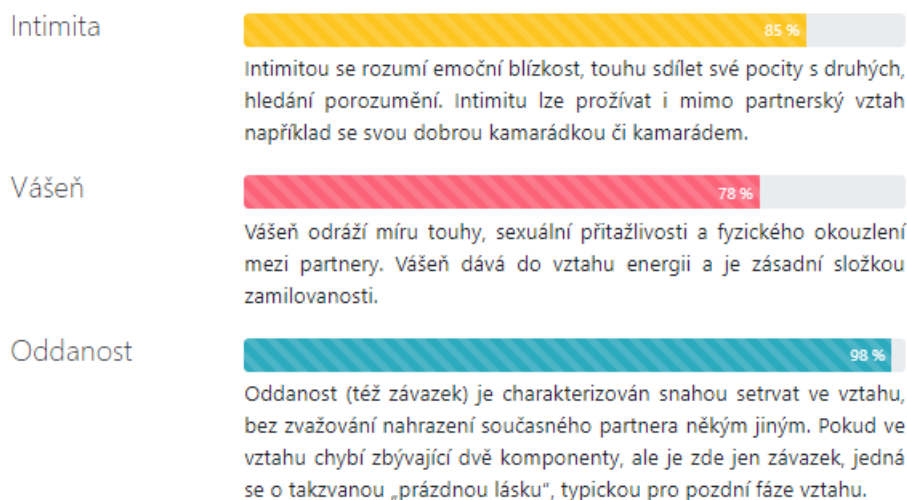 Intimita
85 %
Intimitou se rozumí emoční blízkost, touhu sdílet své pocity s druhých,
hledání porozumění. Intimitu lze prožívat i mimo partnerský vztah
například se svou dobrou kamarádkou či kamarádem.
Vášeň
78 %
Vášeň odráží míru touhy, sexuální přitažlivosti a fyzického okouzlení
mezi partnery. Vášeň dává do vztahu energii a je zásadní složkou
zamilovanosti.
Oddanost
98 %
Oddanost (též závazek) je charakterizován snahou setrvat ve vztahu,
bez zvažování nahrazení současného partnera někým jiným. Pokud ve
vztahu chybí zbývající dvě komponenty, ale je zde jen závazek, jedná
se o takzvanou „prázdnou lásku“, typickou pro pozdní fáze vztahu.